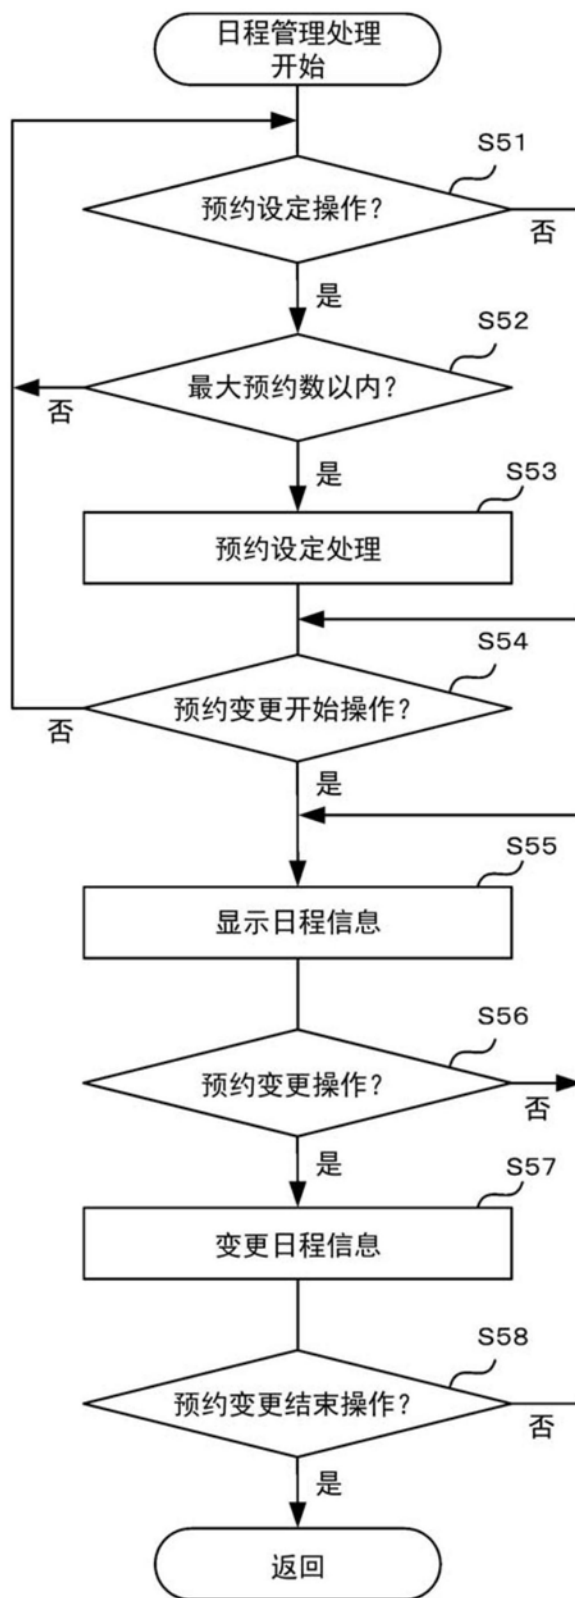 日程管理处理
开始
S51
预约设定操作?
否
是
S52
最大预约数以内?
否
是
S53
预约设定处理
S54
预约变更开始操作?
否
是
S55
显示日程信息
S56
预约变更操作?
否
是
S57
变更日程信息
S58
预约变更结束操作?
否
是
返回